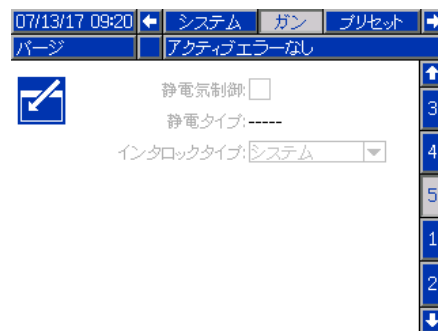 07/13/17 09:20 システム ガン プリセット
パージ アクティブエラーなし
静電気制御:
静電タイプ:-----
インタロックタイプ:システム
3
4
5
1
2